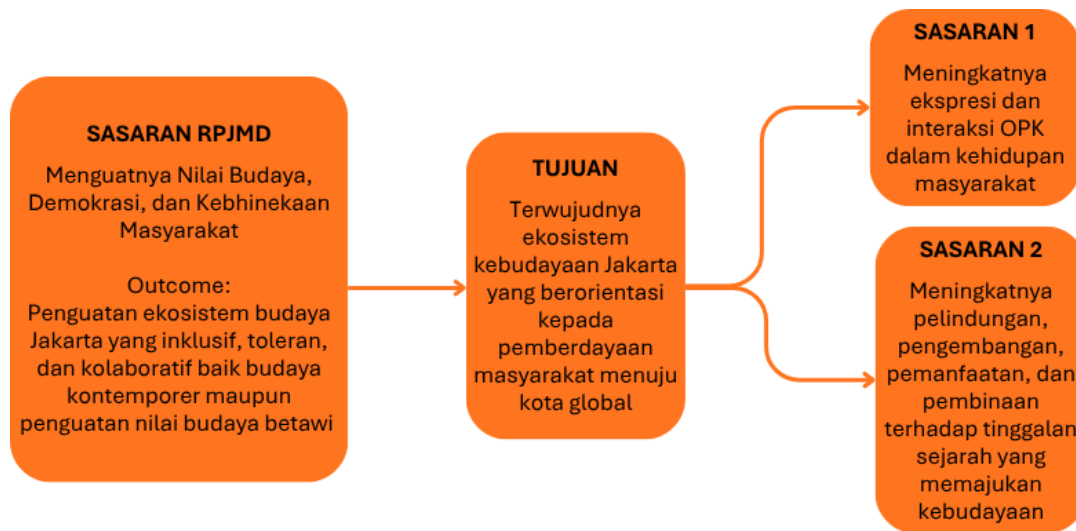 SASARAN RPJMD
Menguatnya Nilai Budaya,
Demokrasi, dan Kebhinekaan
Masyarakat
Outcome:
Penguatan ekosistem budaya
Jakarta yang inklusif, toleran,
dan kolaboratif baik budaya
kontemporer maupun
penguatan nilai budaya betawi
TUJUAN
Terwujudnya
ekosistem
kebudayaan Jakarta
yang berorientasi
kepada
pemberdayaan
masyarakat menuju
kota global
SASARAN 1
Meningkatnya
ekspresi dan
interaksi OPK
dalam kehidupan
masyarakat
SASARAN 2
Meningkatnya
pelindungan,
pengembangan,
pemanfaatan, dan
pembinaan
terhadap tinggalan
sejarah yang
memajukan
kebudayaan